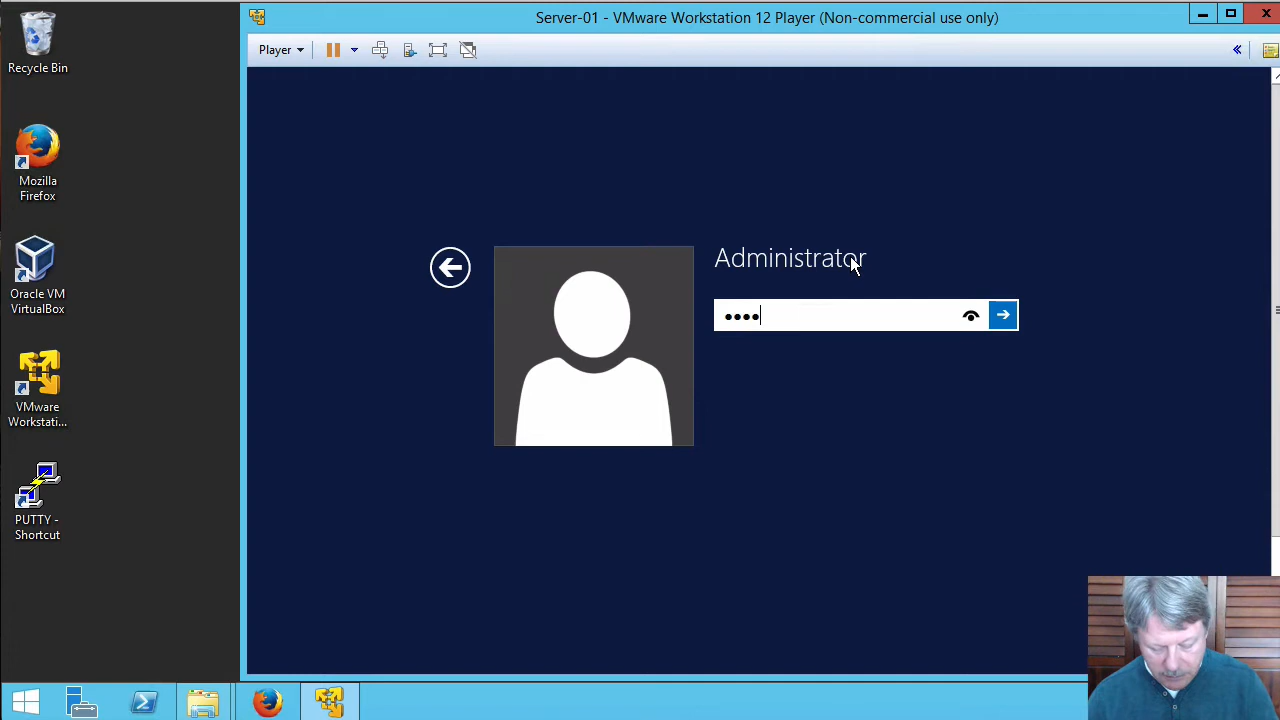 Server-01 - VMware Workstation 12 Player (Non-commercial use only)
Player
Recycle Bin
Mozilla
Firefox
Oracle VM
VirtualBox
VMware
Workstati...
PUTTY -
Shortcut
Administrator